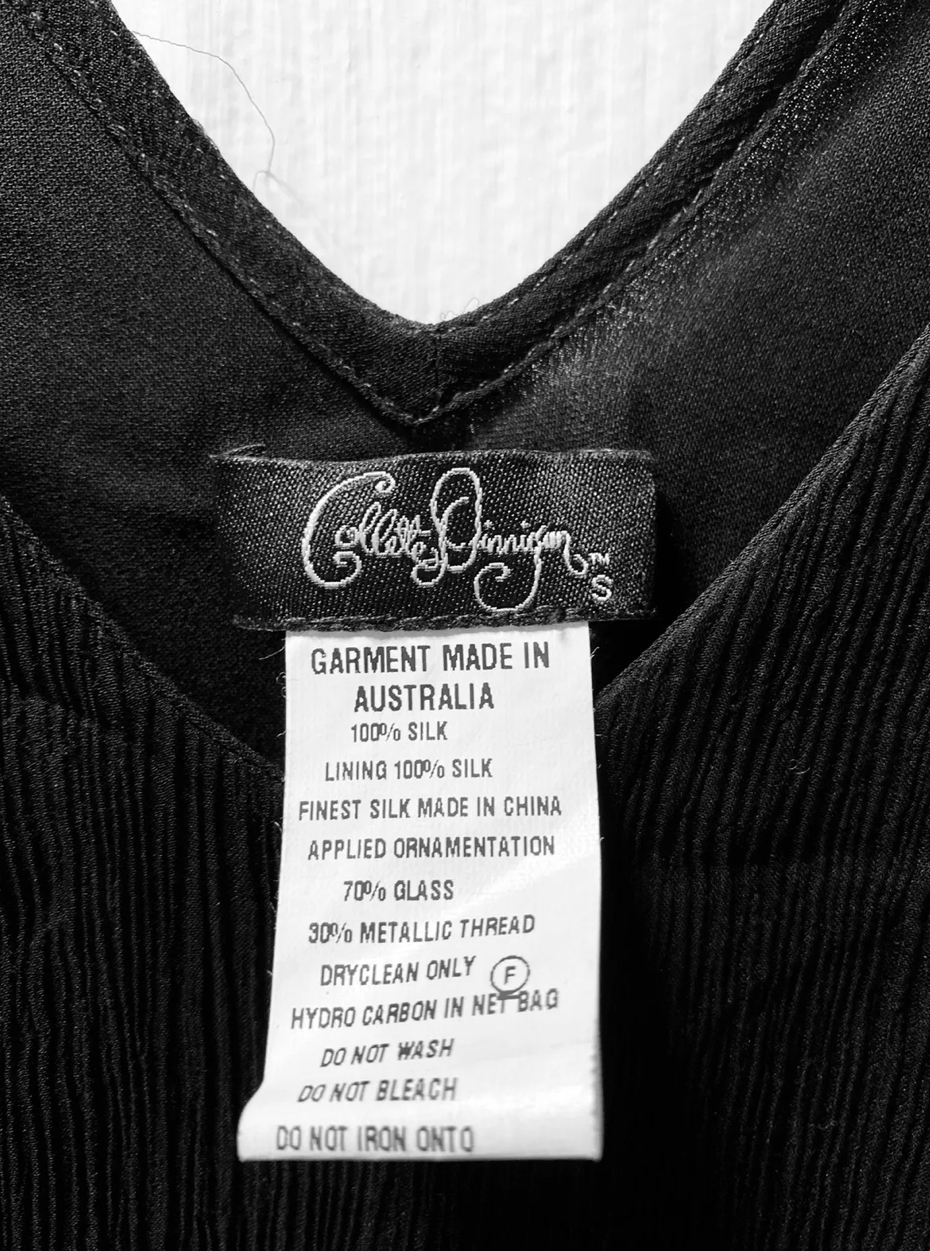 Collette Dinnigan™
S
GARMENT MADE IN
AUSTRALIA
100% SILK
LINING 100% SILK
FINEST SILK MADE IN CHINA
APPLIED ORNAMENTATION
70% GLASS
30% METALLIC THREAD
DRYCLEAN ONLY Ⓕ
HYDRO CARBON IN NET BAG
DO NOT WASH
DO NOT BLEACH
DO NOT IRON ONTO